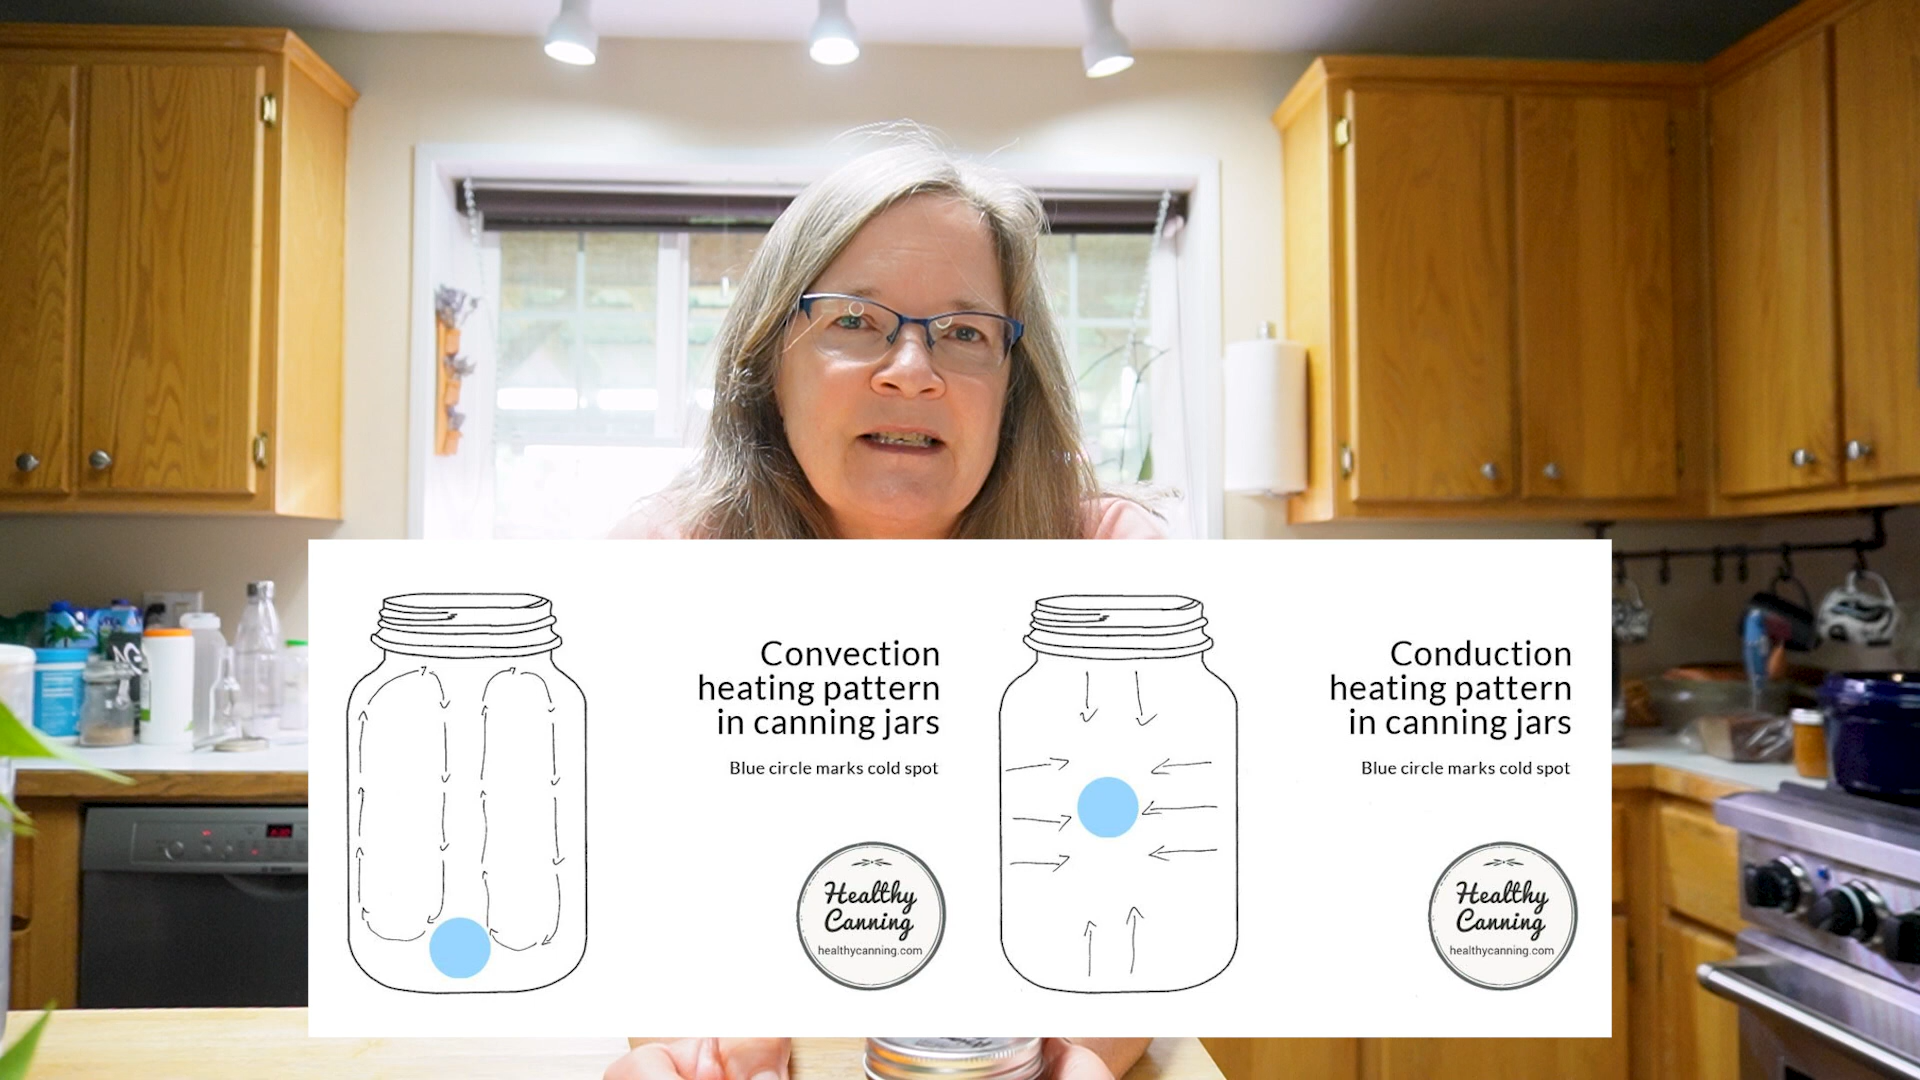 Convection
heating pattern
in canning jars
Blue circle marks cold spot
Healthy
Canning
healthycanning.com
Conduction
heating pattern
in canning jars
Blue circle marks cold spot
Healthy
Canning
healthycanning.com